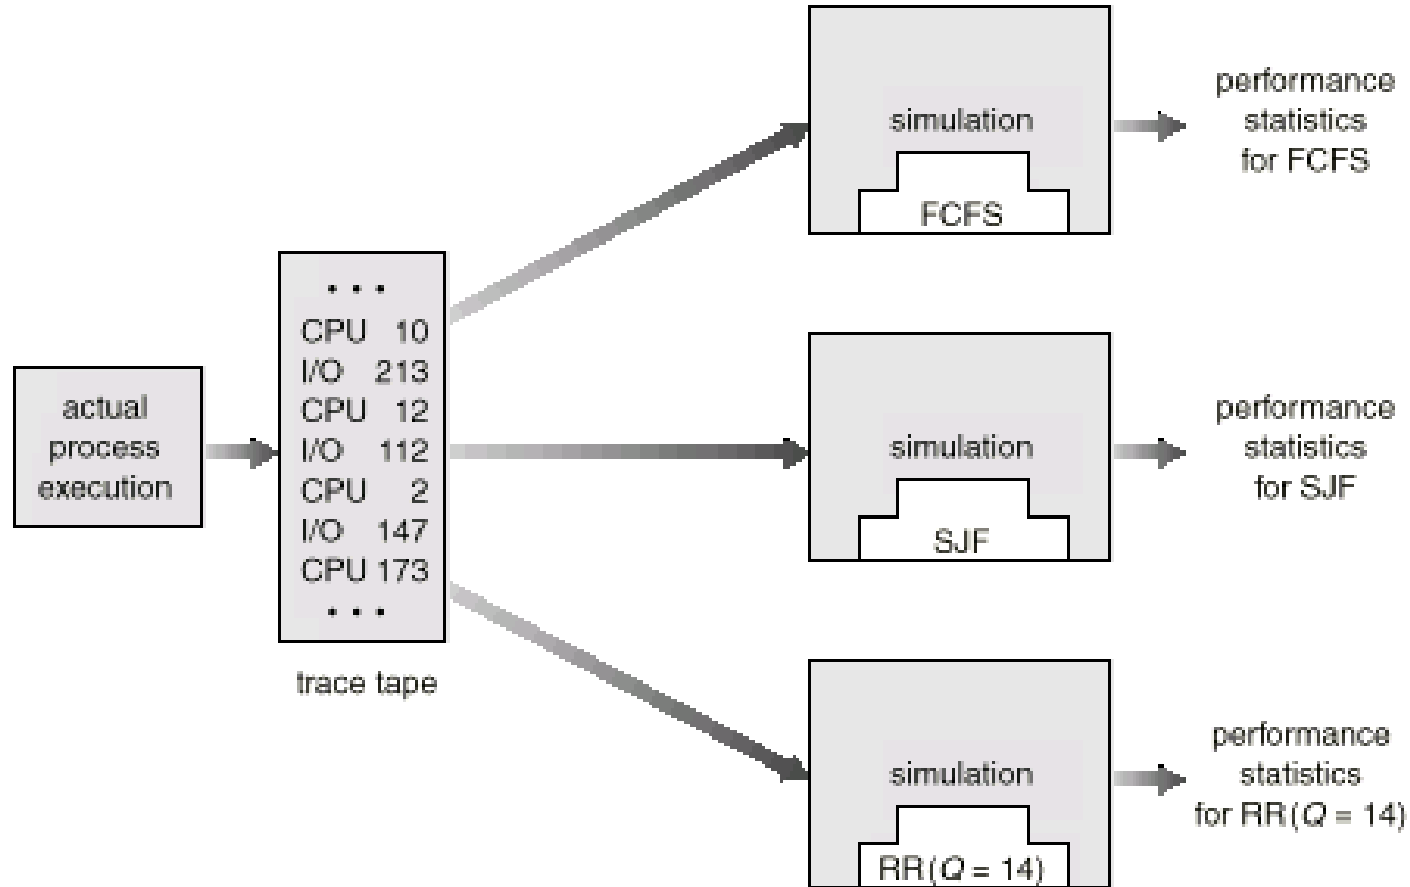 actual
process
execution
• • •
CPU 10
I/O 213
CPU 12
I/O 112
CPU 2
I/O 147
CPU 173
• • •
trace tape
simulation
FCFS
performance
statistics
for FCFS
simulation
SJF
performance
statistics
for SJF
simulation
RR(Q = 14)
performance
statistics
for RR(Q = 14)